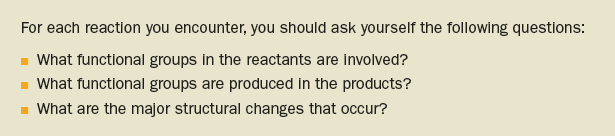 For each reaction you encounter, you should ask yourself the following questions:
What functional groups in the reactants are involved?
What functional groups are produced in the products?
What are the major structural changes that occur?